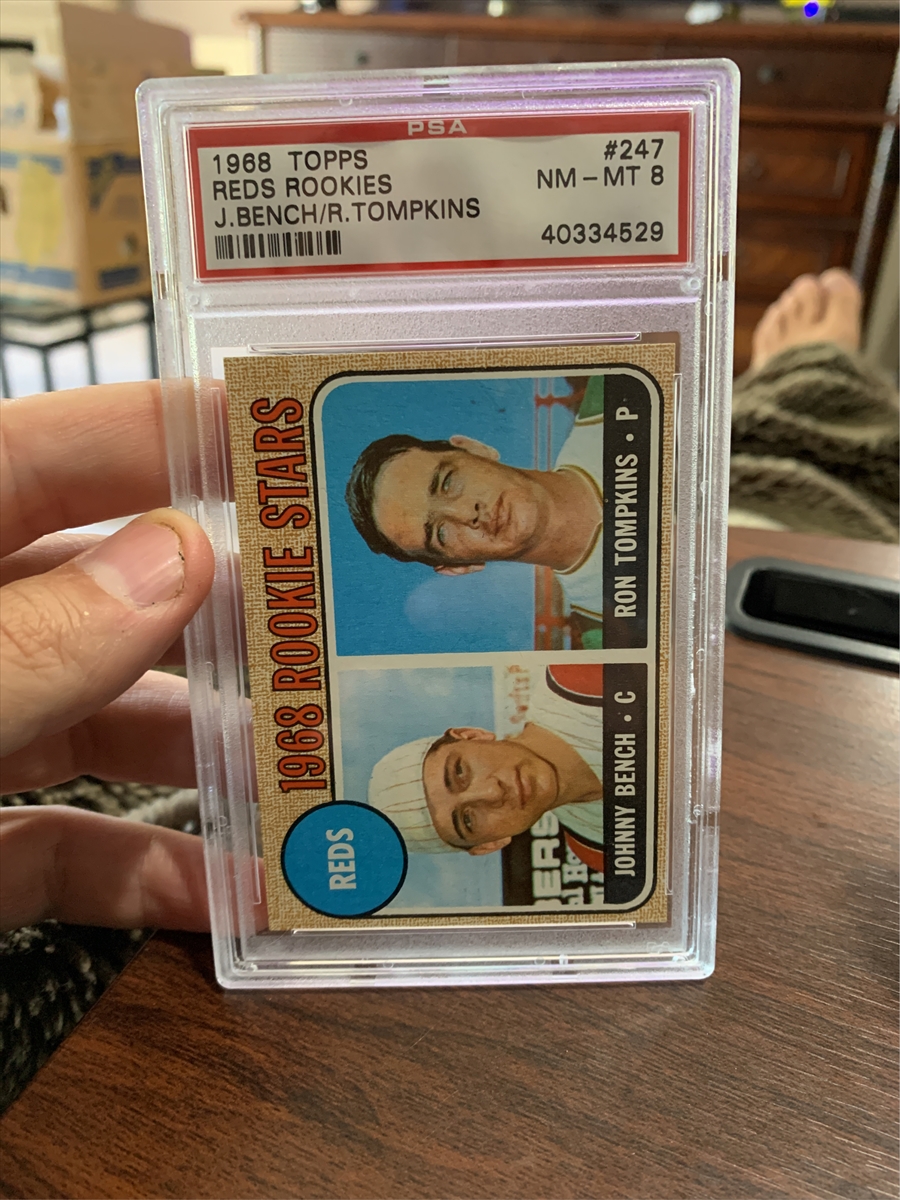 PSA
1968 TOPPS
#247
REDS ROOKIES
NM-MT 8
J.BENCH/R.TOMPKINS
40334529
1968 ROOKIE STARS
REDS
JOHNNY BENCH • C
RON TOMPKINS • P